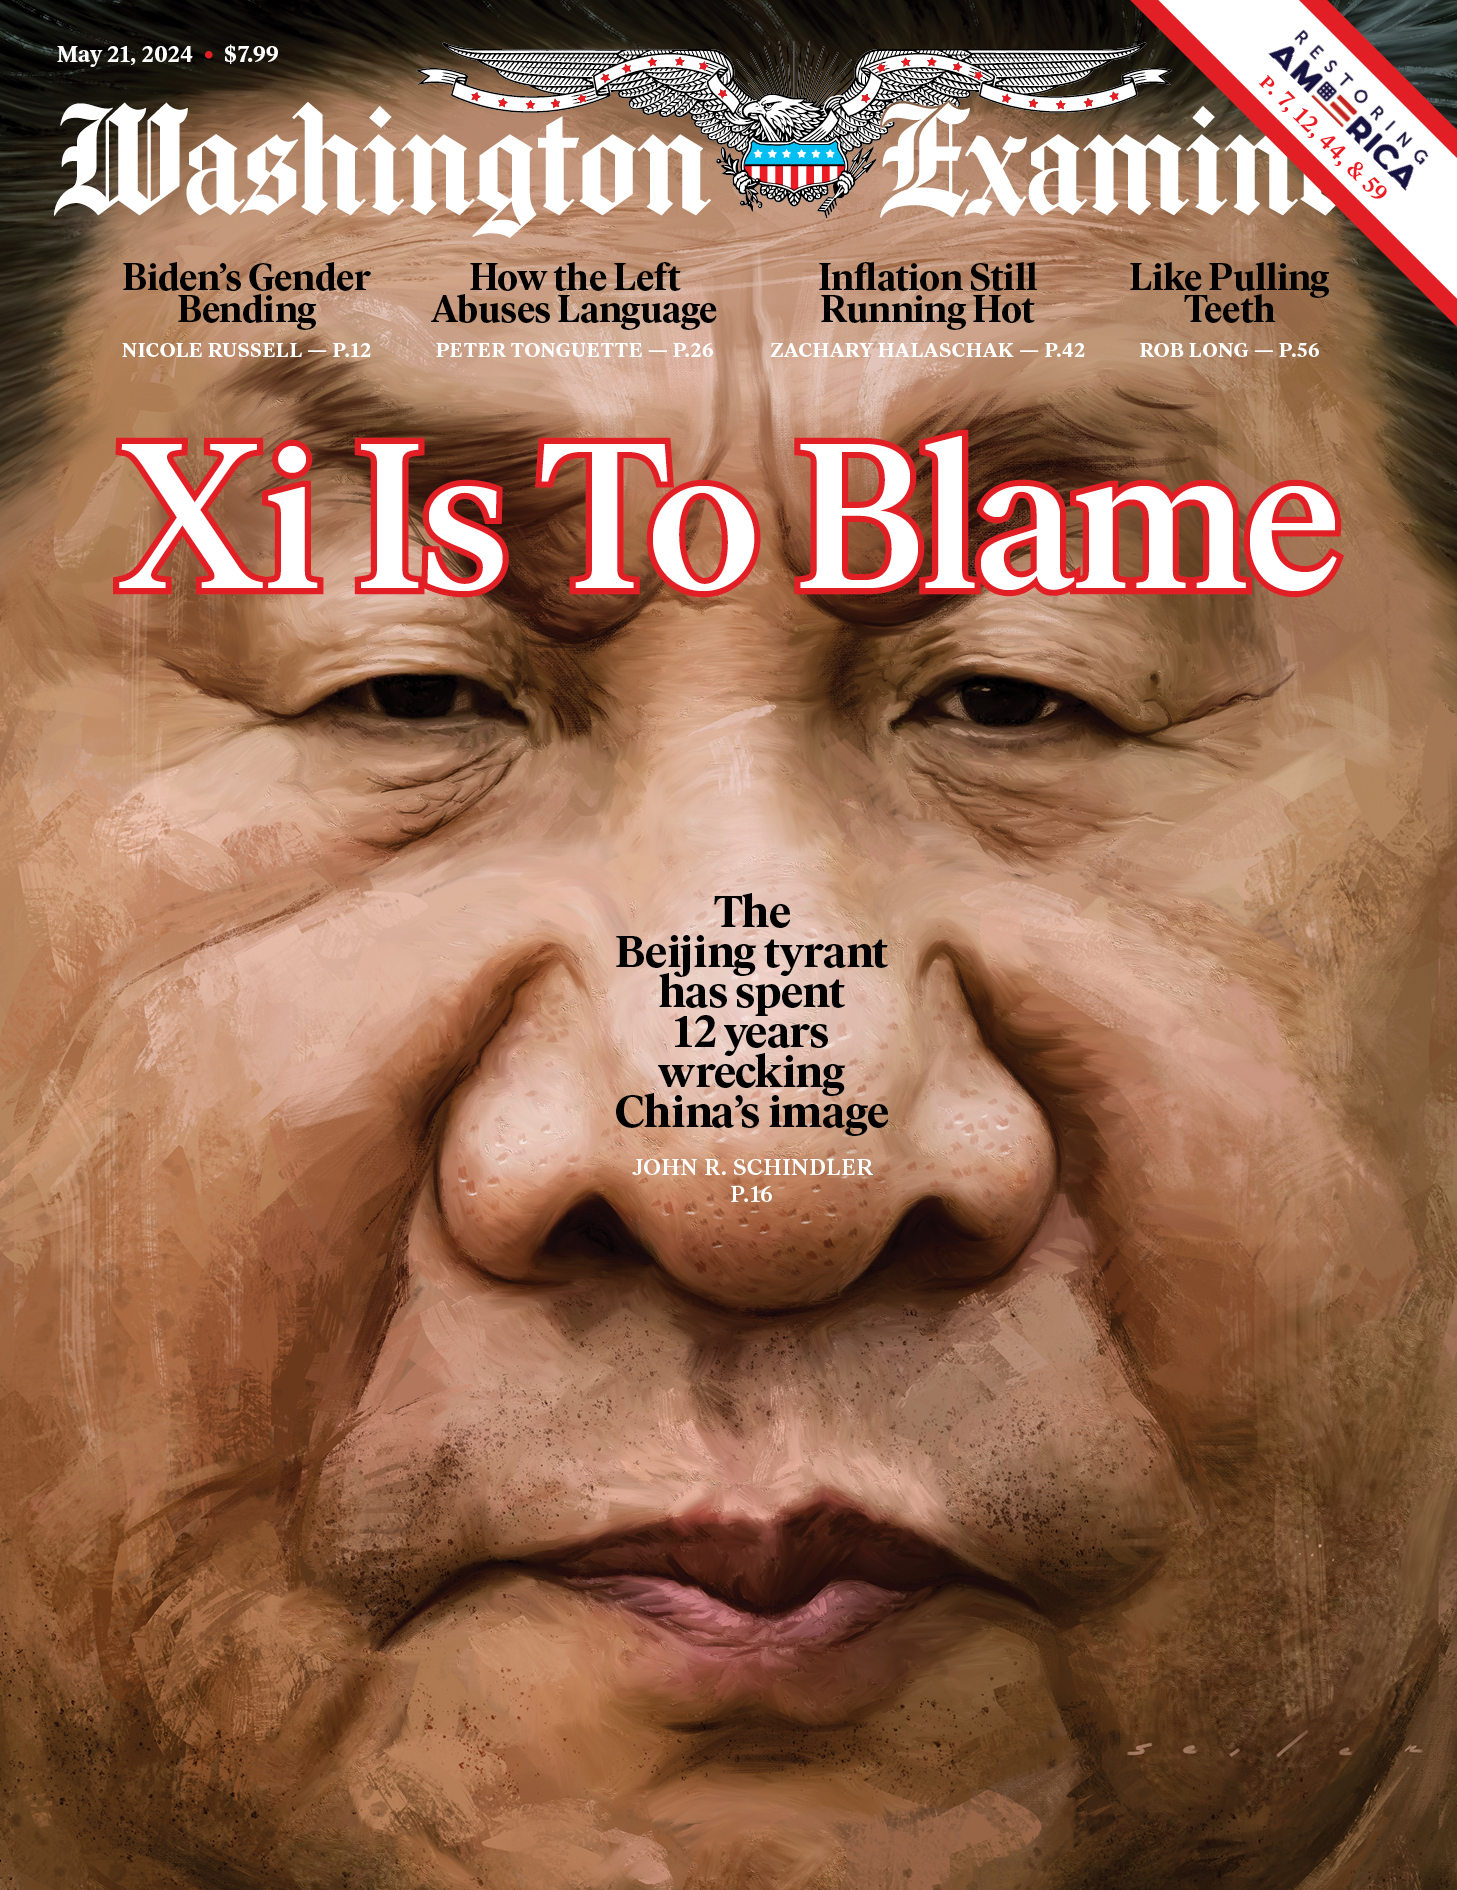 May 21, 2024 • $7.99
Washington Examin
RESTORING
AMERICA
P. 7, 12, 44, & 59
Biden's Gender
Bending
NICOLE RUSSELL — P.12
How the Left
Abuses Language
PETER TONGUETTE — P.26
Inflation Still
Running Hot
ZACHARY HALASCHAK — P.42
Like Pulling
Teeth
ROB LONG — P.56
Xi Is To Blame
The
Beijing tyrant
has spent
12 years
wrecking
China's image
JOHN R. SCHINDLER
P.16
seiler